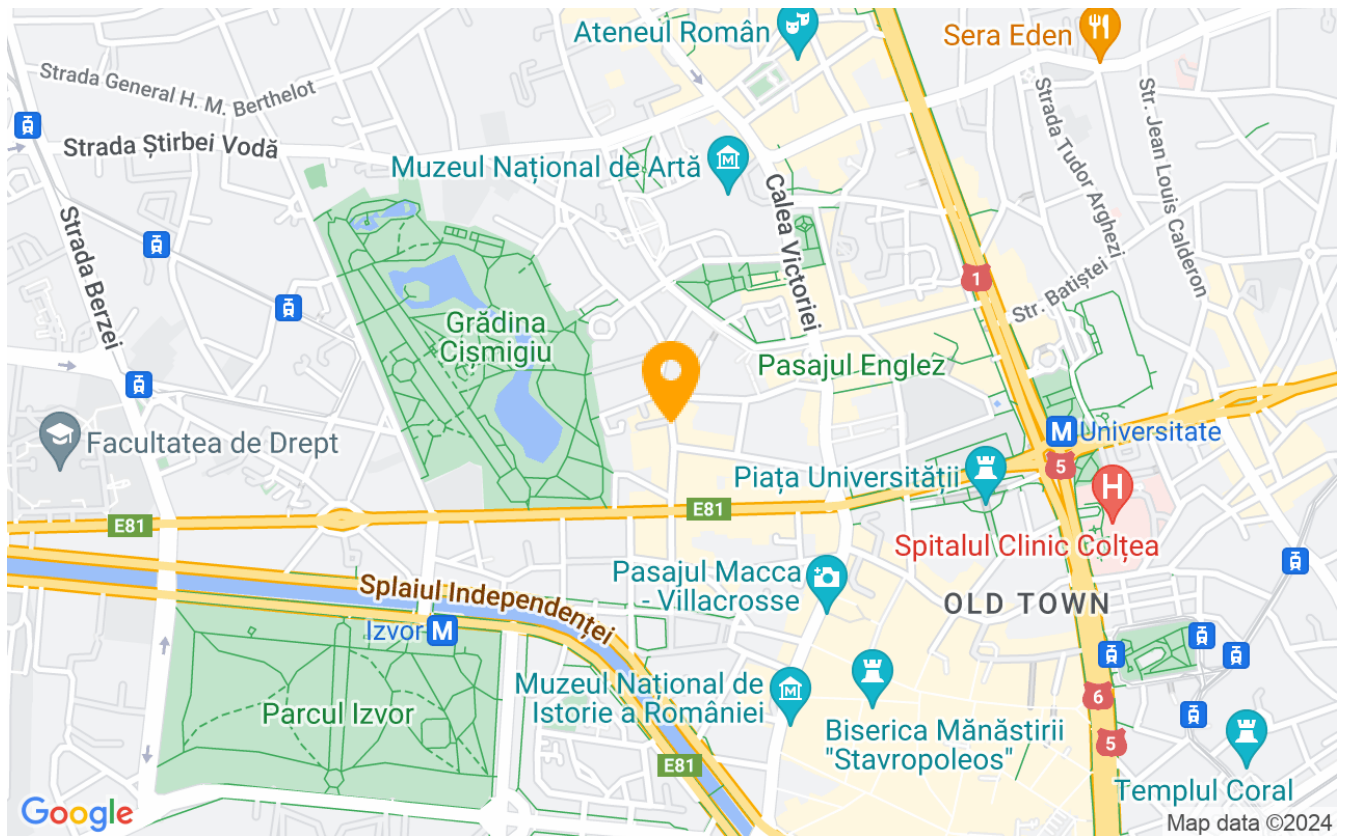 Ateneul Român
Sera Eden
Strada General H. M. Berthelot
Strada Știrbei Vodă
Muzeul Național de Artă
Strada Tudor Arghezi
Str. Jean Louis Calderon
Calea Victoriei
Strada Berzei
1
Str. Batiștei
Grădina
Cișmigiu
Pasajul Englez
Facultatea de Drept
M
Universitate
5
Piața Universității
H
E81
E81
Spitalul Clinic Colțea
Pasajul Macca
- Villacrosse
Splaiul Independenței
OLD TOWN
Izvor
M
Muzeul Național de
Istorie a României
M
M
6
Parcul Izvor
Biserica Mănăstirii
"Stavropoleos"
5
E81
Templul Coral
Google
Map data ©2024